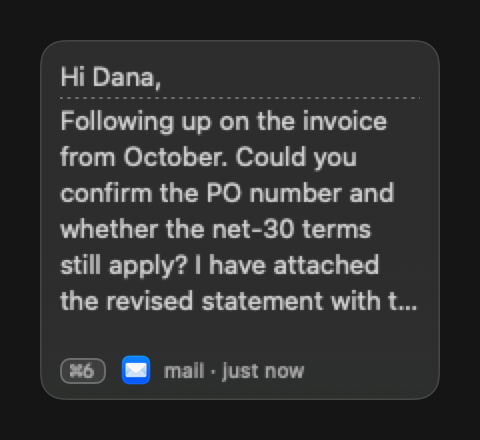 Hi Dana,
Following up on the invoice
from October. Could you
confirm the PO number and
whether the net-30 terms
still apply? I have attached
the revised statement with t...
⌘6 mail · just now